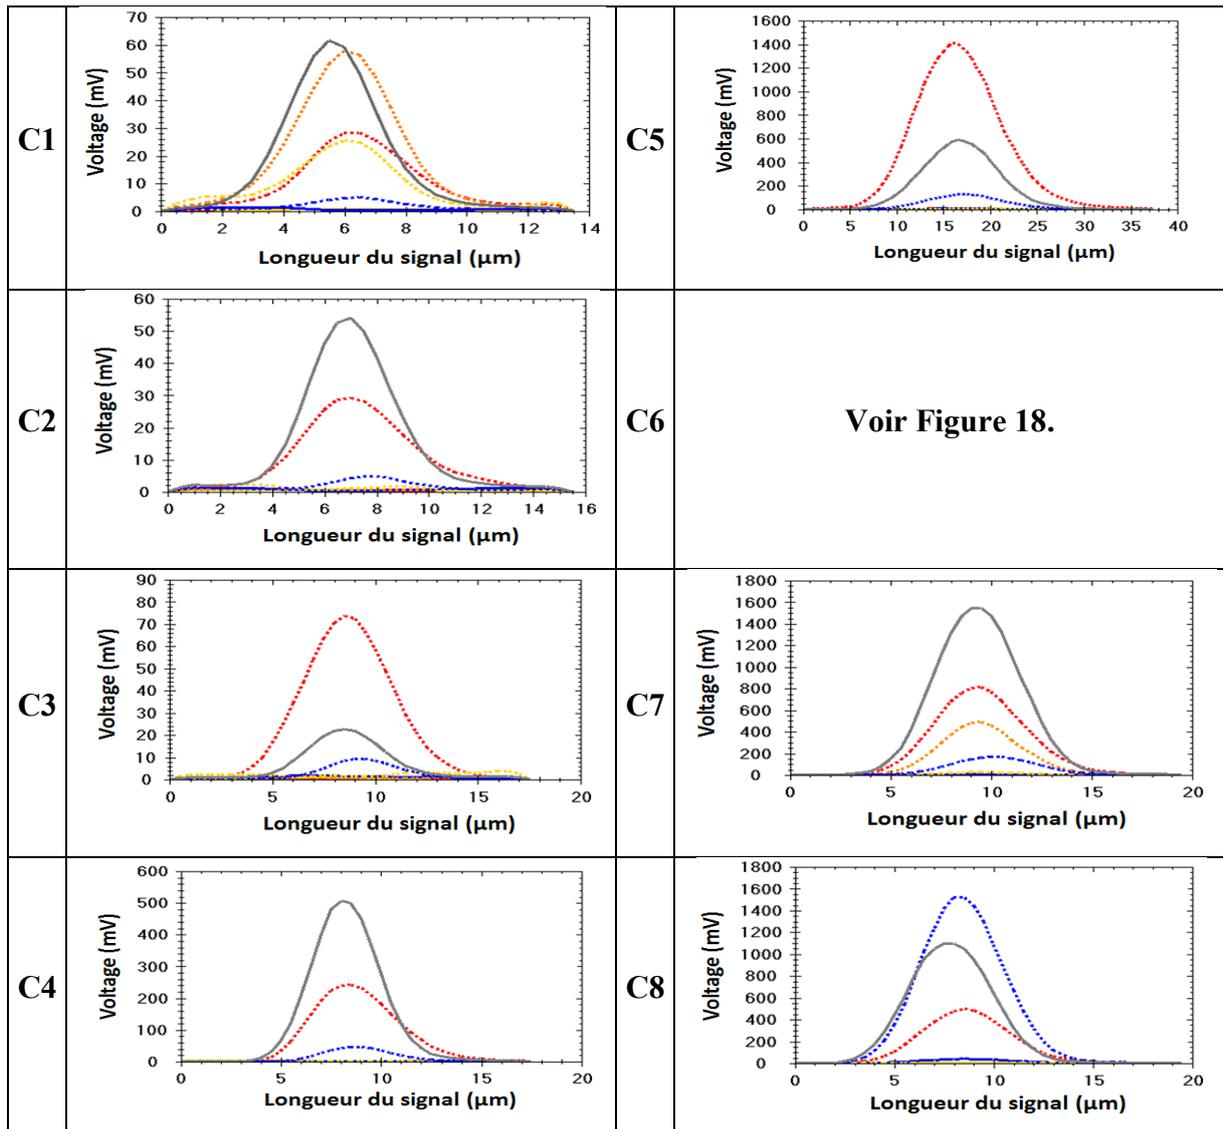 C1
Voltage (mV)
70
60
50
40
30
20
10
0
0 2 4 6 8 10 12 14
Longueur du signal (µm)
C5
Voltage (mV)
1600
1400
1200
1000
800
600
400
200
0
0 5 10 15 20 25 30 35 40
Longueur du signal (µm)
C2
Voltage (mV)
60
50
40
30
20
10
0
0 2 4 6 8 10 12 14 16
Longueur du signal (µm)
C6
Voir Figure 18.
C3
Voltage (mV)
90
80
70
60
50
40
30
20
10
0
0 5 10 15 20
Longueur du signal (µm)
C7
Voltage (mV)
1800
1600
1400
1200
1000
800
600
400
200
0
0 5 10 15 20
Longueur du signal (µm)
C4
Voltage (mV)
600
500
400
300
200
100
0
0 5 10 15 20
Longueur du signal (µm)
C8
Voltage (mV)
1800
1600
1400
1200
1000
800
600
400
200
0
0 5 10 15 20
Longueur du signal (µm)